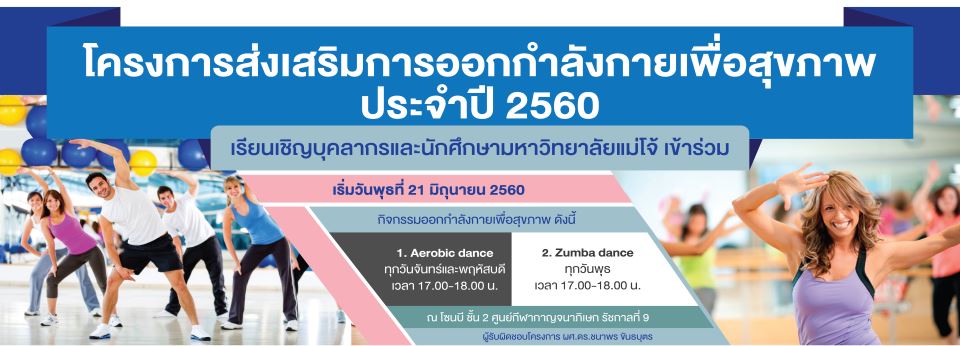 โครงการส่งเสริมการออกกำลังกายเพื่อสุขภาพ
ประจำปี 2560
เรียนเชิญบุคลากรและนักศึกษามหาวิทยาลัยแม่โจ้ เข้าร่วม
เริ่มวันพุธที่ 21 มิถุนายน 2560
กิจกรรมออกกำลังกายเพื่อสุขภาพ ดังนี้
1. Aerobic dance
ทุกวันจันทร์และพฤหัสบดี
เวลา 17.00-18.00 น.
2. Zumba dance
ทุกวันพุธ
เวลา 17.00-18.00 น.
ณ โซนบี ชั้น 2 ศูนย์กีฬากาญจนาภิเษก รัชกาลที่ 9
ผู้รับผิดชอบโครงการ ผศ.ดร.ชนาพร ขันธบุตร